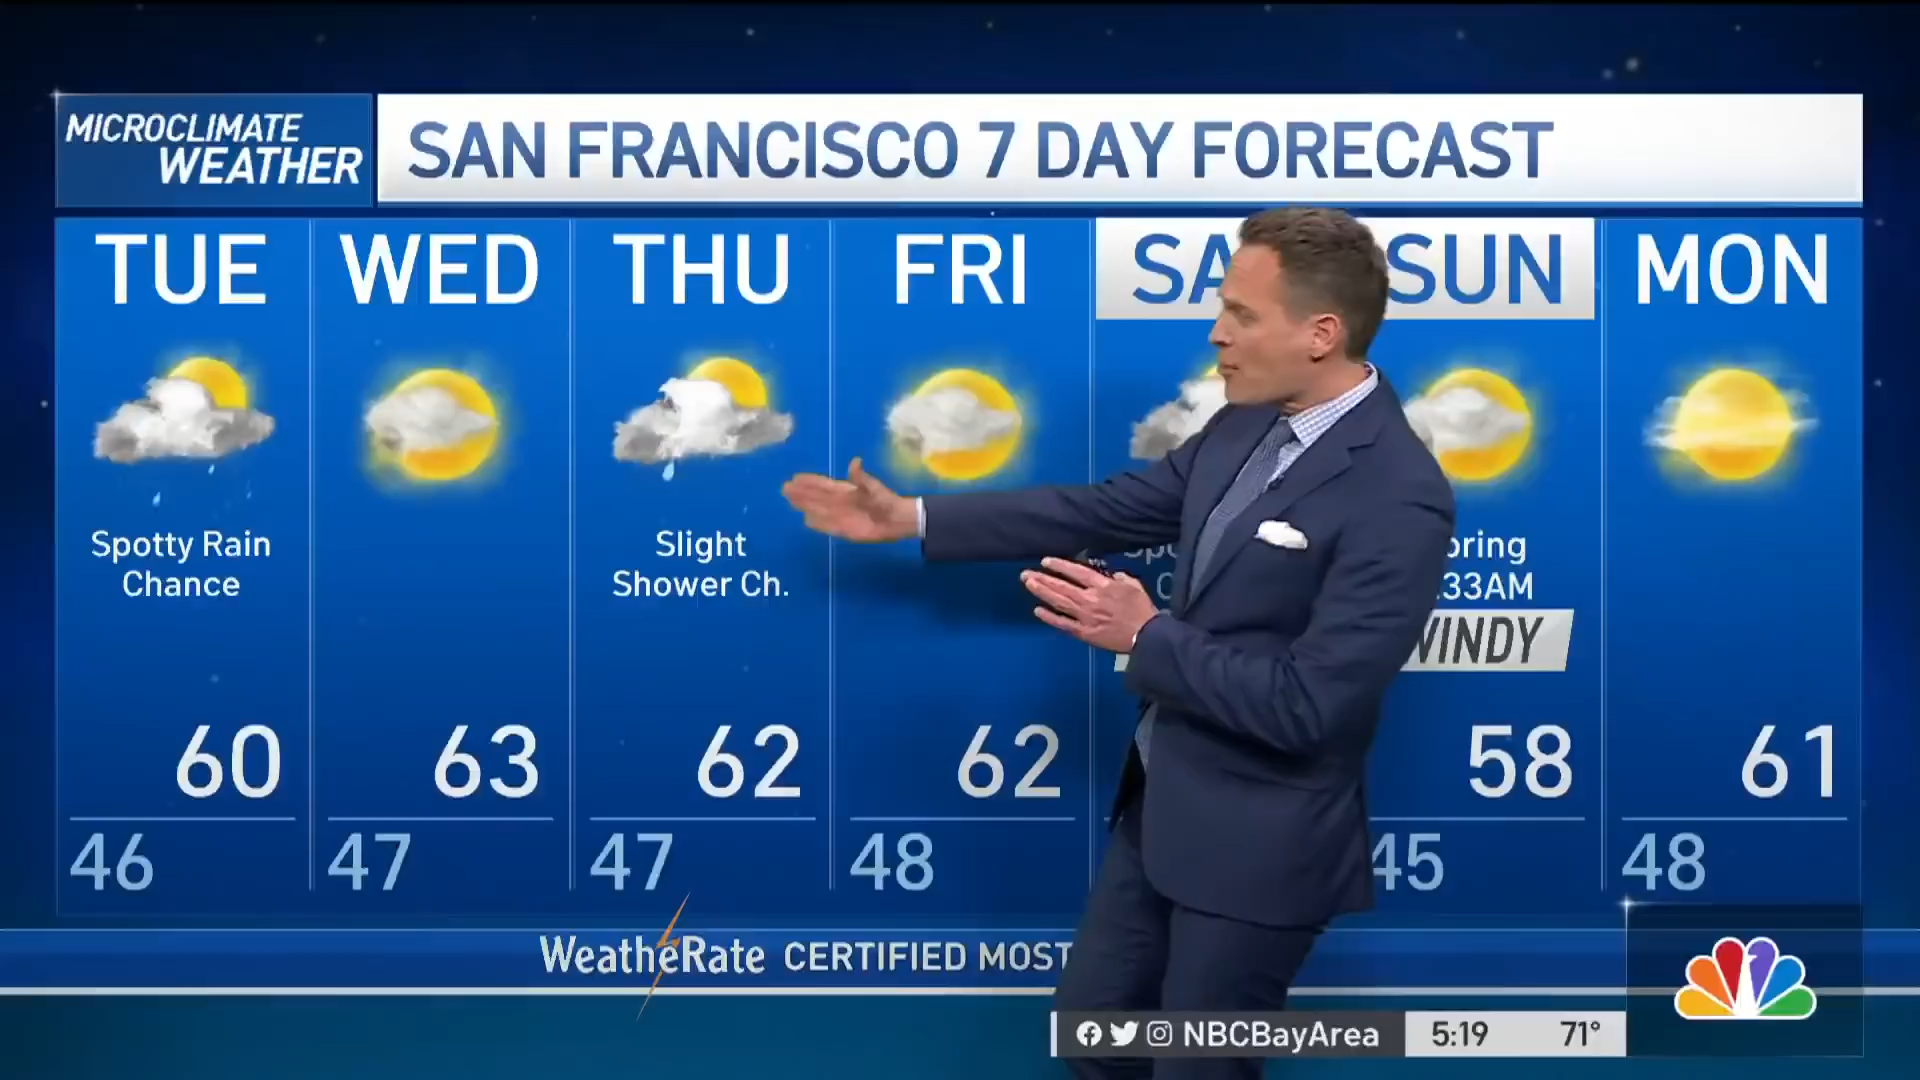 MICROCLIMATE
WEATHER
SAN FRANCISCO 7 DAY FORECAST
TUE WED THU FRI SA SUN MON
Spotty Rain
Chance
Slight
Shower Ch.
33AM
WINDY
60 63 62 62 58 61
46 47 47 48 45 48
WeatheRate CERTIFIED MOST
NBCBayArea 5:19 71°